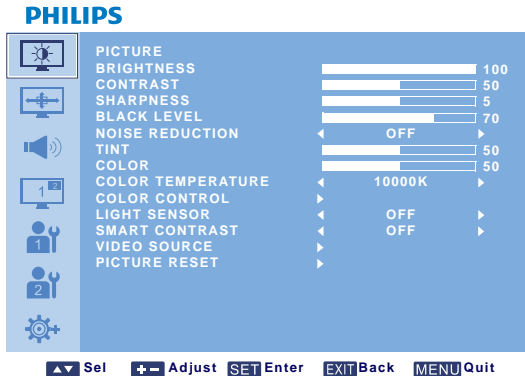 PHILIPS
PICTURE
BRIGHTNESS 100
CONTRAST 50
SHARPNESS 5
BLACK LEVEL 70
NOISE REDUCTION OFF
TINT 50
COLOR 50
COLOR TEMPERATURE 10000K
COLOR CONTROL
LIGHT SENSOR OFF
SMART CONTRAST OFF
VIDEO SOURCE
PICTURE RESET
1 2
1
2
Sel Adjust SET Enter EXIT Back MENU Quit